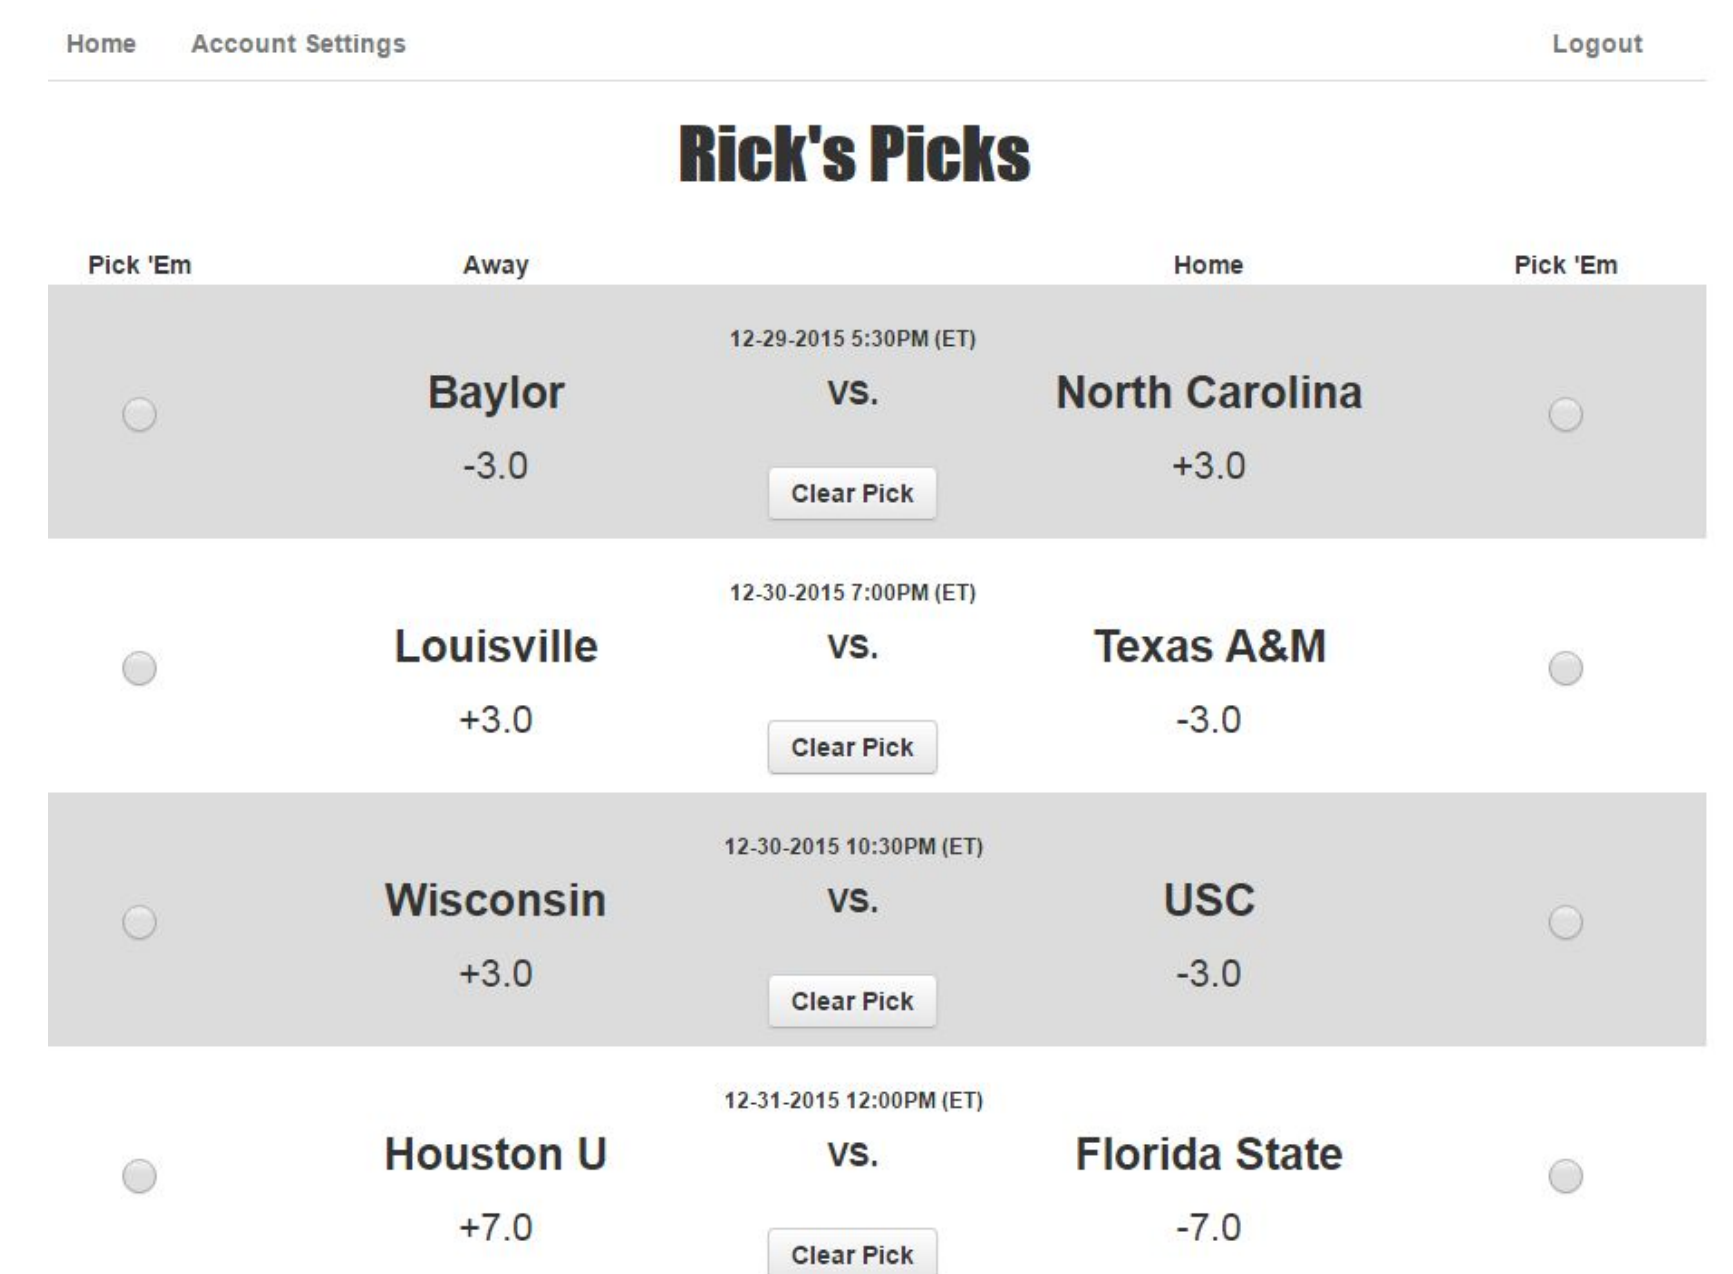 Home Account Settings Logout
Rick's Picks
Pick 'Em Away Home Pick 'Em
12-29-2015 5:30PM (ET)
Baylor VS. North Carolina
-3.0 +3.0
Clear Pick
12-30-2015 7:00PM (ET)
Louisville VS. Texas A&M
+3.0 -3.0
Clear Pick
12-30-2015 10:30PM (ET)
Wisconsin VS. USC
+3.0 -3.0
Clear Pick
12-31-2015 12:00PM (ET)
Houston U VS. Florida State
+7.0 -7.0
Clear Pick